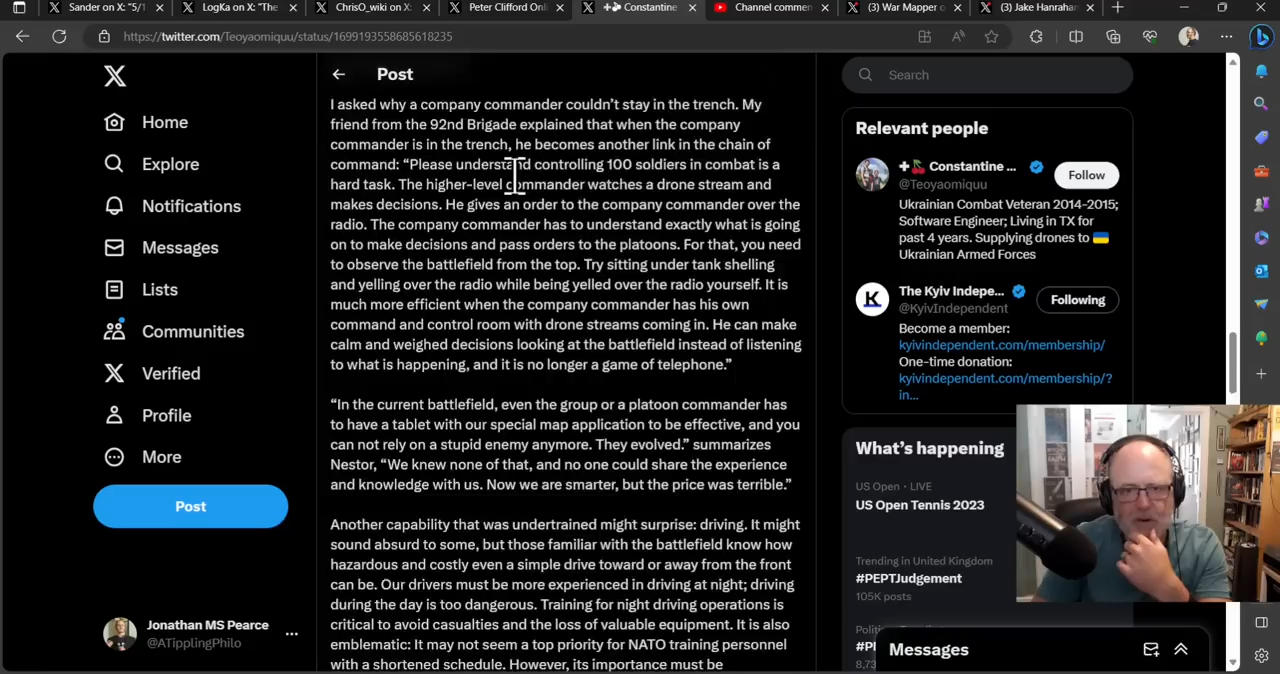 Sander on X: "5/1
LogKa on X: "The
ChrisO_wiki on X:
Peter Clifford Onl
Constantine
Channel commen
(3) War Mapper o
(3) Jake Hanrahan
https://twitter.com/Teoyaomiquu/status/1699193558685618235
Home
Explore
Notifications
Messages
Lists
Communities
Verified
Profile
More
Post
Jonathan MS Pearce
@ATipplingPhilo
Post
I asked why a company commander couldn't stay in the trench. My
friend from the 92nd Brigade explained that when the company
commander is in the trench, he becomes another link in the chain of
command: "Please understand controlling 100 soldiers in combat is a
hard task. The higher-level commander watches a drone stream and
makes decisions. He gives an order to the company commander over the
radio. The company commander has to understand exactly what is going
on to make decisions and pass orders to the platoons. For that, you need
to observe the battlefield from the top. Try sitting under tank shelling
and yelling over the radio while being yelled over the radio yourself. It is
much more efficient when the company commander has his own
command and control room with drone streams coming in. He can make
calm and weighed decisions looking at the battlefield instead of listening
to what is happening, and it is no longer a game of telephone."
"In the current battlefield, even the group or a platoon commander has
to have a tablet with our special map application to be effective, and you
can not rely on a stupid enemy anymore. They evolved." summarizes
Nestor, "We knew none of that, and no one could share the experience
and knowledge with us. Now we are smarter, but the price was terrible."
Another capability that was undertrained might surprise: driving. It might
sound absurd to some, but those familiar with the battlefield know how
hazardous and costly even a simple drive toward or away from the front
can be. Our drivers must be more experienced in driving at night; driving
during the day is too dangerous. Training for night driving operations is
critical to avoid casualties and the loss of valuable equipment. It is also
emblematic: It may not seem a top priority for NATO training personnel
with a shortened schedule. However, its importance must be
Search
Relevant people
Constantine ...
@Teoyaomiquu
Follow
Ukrainian Combat Veteran 2014-2015;
Software Engineer; Living in TX for
past 4 years. Supplying drones to
Ukrainian Armed Forces
The Kyiv Indepe...
@KyivIndependent
Following
Become a member:
kyivindependent.com/membership/
One-time donation:
kyivindependent.com/membership/?
in...
What's happening
US Open · LIVE
US Open Tennis 2023
Trending in United Kingdom
#PEPTJudgement
105K posts
Messages